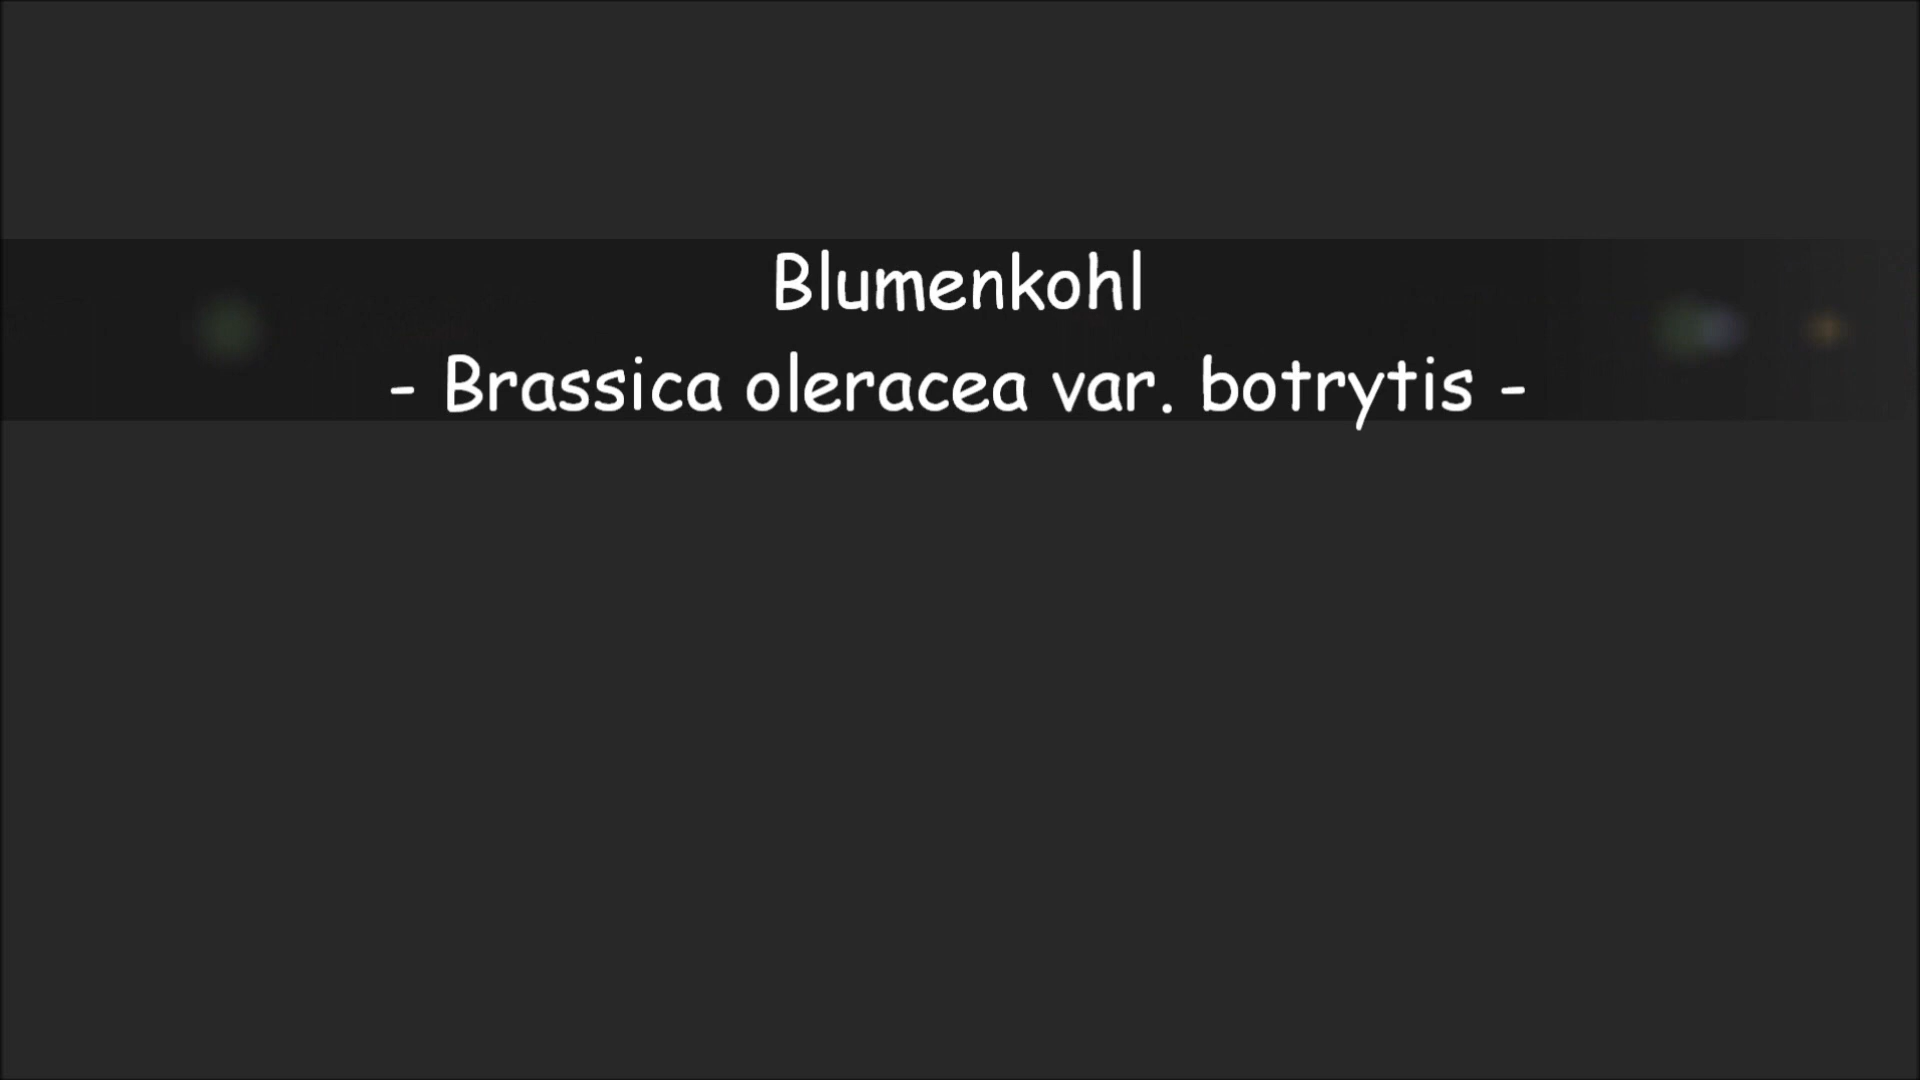 Blumenkohl
- Brassica oleracea var. botrytis -